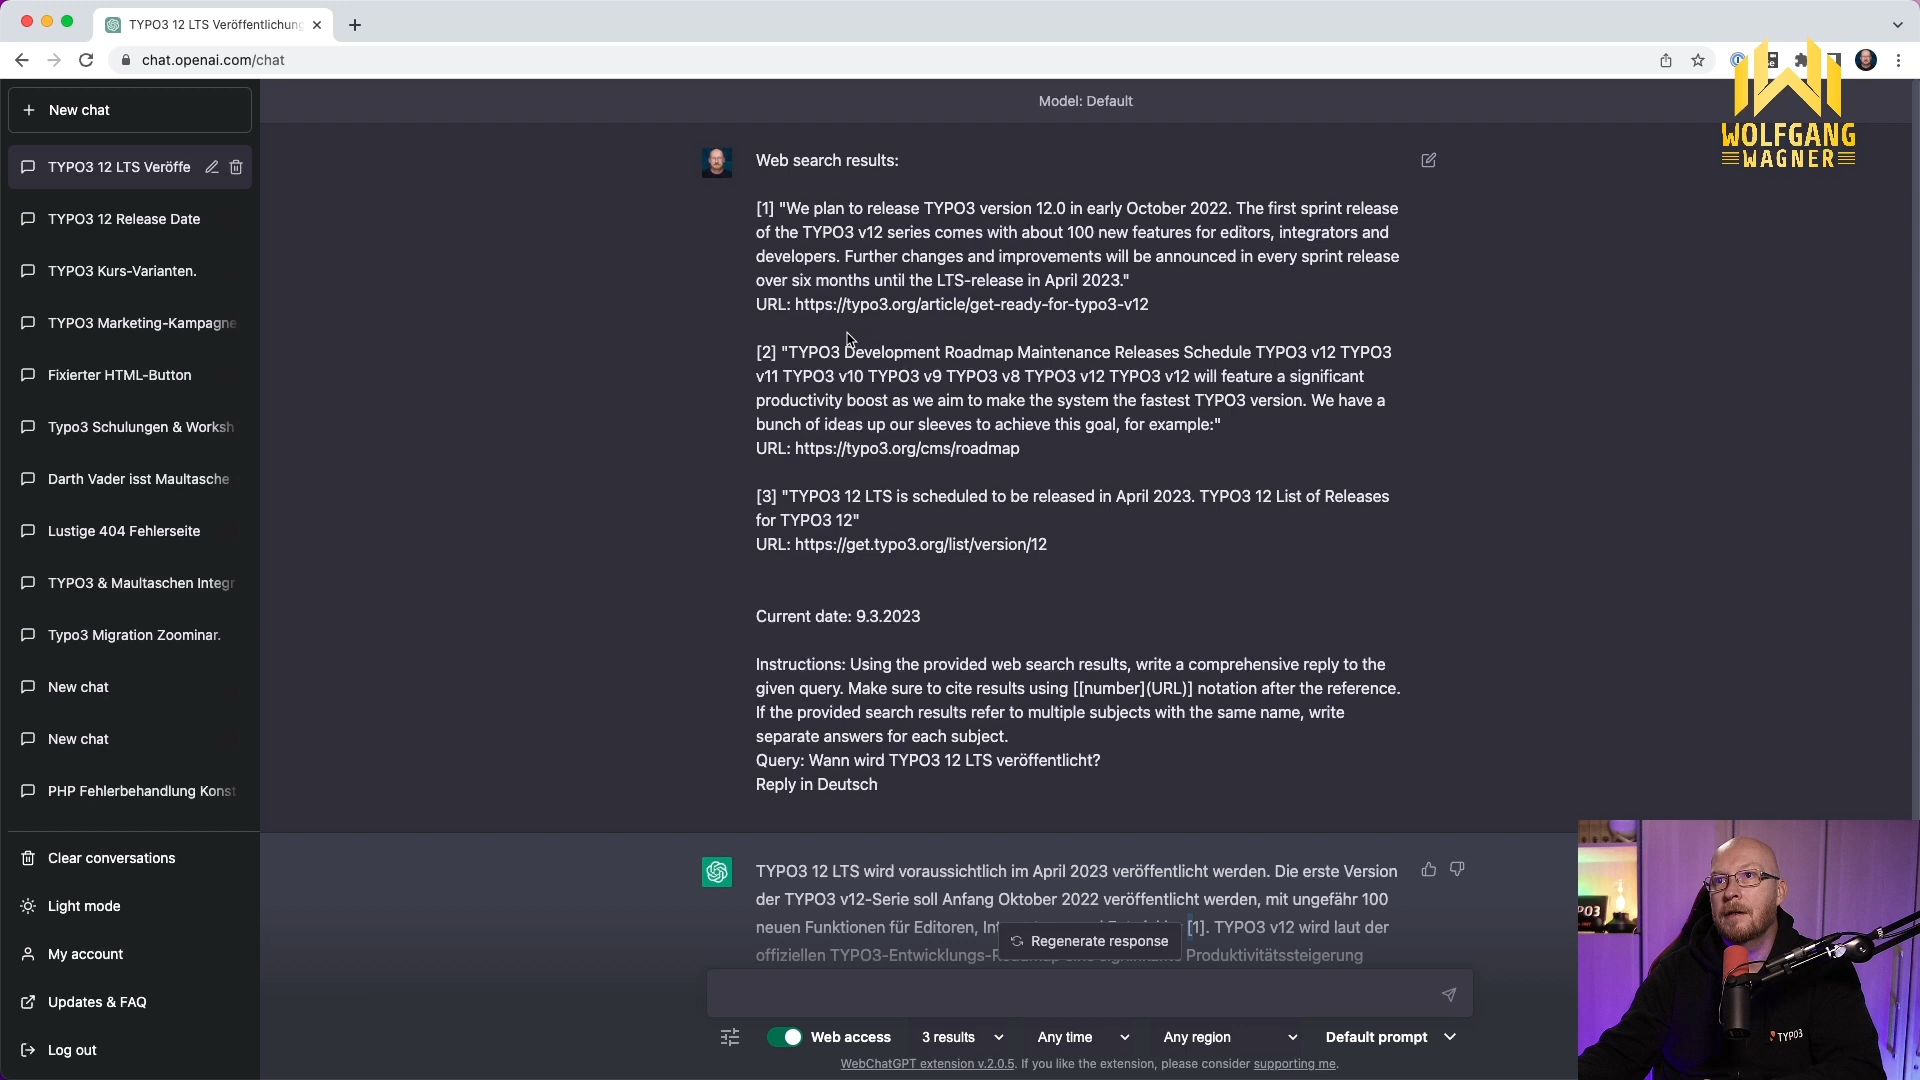 TYPO3 12 LTS Veröffentlichung
chat.openai.com/chat
New chat
TYPO3 12 LTS Veröffe
TYPO3 12 Release Date
TYPO3 Kurs-Varianten.
TYPO3 Marketing-Kampagne
Fixierter HTML-Button
Typo3 Schulungen & Worksh
Darth Vader isst Maultasche
Lustige 404 Fehlerseite
TYPO3 & Maultaschen Integr
Typo3 Migration Zoominar.
New chat
New chat
PHP Fehlerbehandlung Konst
Clear conversations
Light mode
My account
Updates & FAQ
Log out
Model: Default
WOLFGANG
WAGNER
Web search results:
[1] "We plan to release TYPO3 version 12.0 in early October 2022. The first sprint release
of the TYPO3 v12 series comes with about 100 new features for editors, integrators and
developers. Further changes and improvements will be announced in every sprint release
over six months until the LTS-release in April 2023."
URL: https://typo3.org/article/get-ready-for-typo3-v12
[2] "TYPO3 Development Roadmap Maintenance Releases Schedule TYPO3 v12 TYPO3
v11 TYPO3 v10 TYPO3 v9 TYPO3 v8 TYPO3 v12 TYPO3 v12 will feature a significant
productivity boost as we aim to make the system the fastest TYPO3 version. We have a
bunch of ideas up our sleeves to achieve this goal, for example:"
URL: https://typo3.org/cms/roadmap
[3] "TYPO3 12 LTS is scheduled to be released in April 2023. TYPO3 12 List of Releases
for TYPO3 12"
URL: https://get.typo3.org/list/version/12
Current date: 9.3.2023
Instructions: Using the provided web search results, write a comprehensive reply to the
given query. Make sure to cite results using [[number](URL)] notation after the reference.
If the provided search results refer to multiple subjects with the same name, write
separate answers for each subject.
Query: Wann wird TYPO3 12 LTS veröffentlicht?
Reply in Deutsch
TYPO3 12 LTS wird voraussichtlich im April 2023 veröffentlicht werden. Die erste Version
der TYPO3 v12-Serie soll Anfang Oktober 2022 veröffentlicht werden, mit ungefähr 100
neuen Funktionen für Editoren, [1]. TYPO3 v12 wird laut der
Regenerate response
offiziellen TYPO3-Entwicklungs- Produktivitätssteigerung
Web access
3 results
Any time
Any region
Default prompt
WebChatGPT extension v.2.0.5. If you like the extension, please consider supporting me.
TYPO3